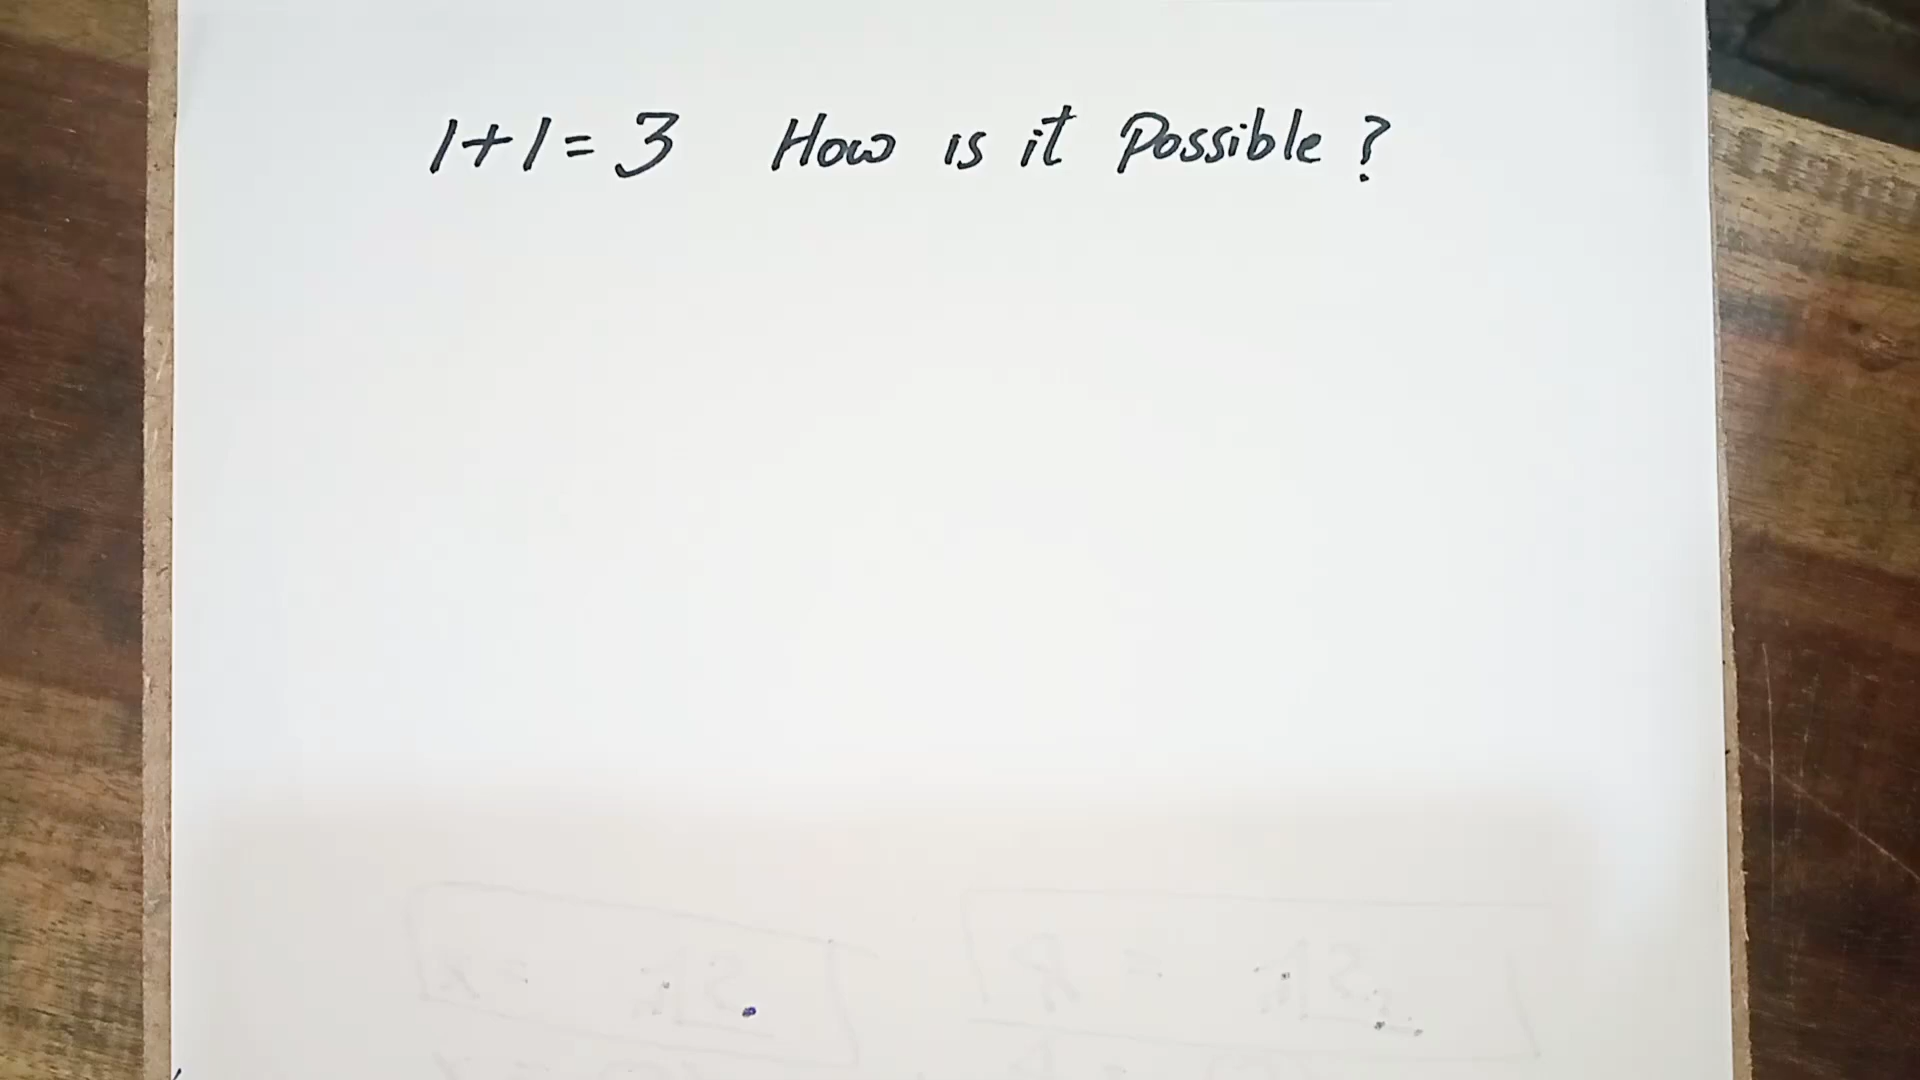 1+1=3 How is it Possible?